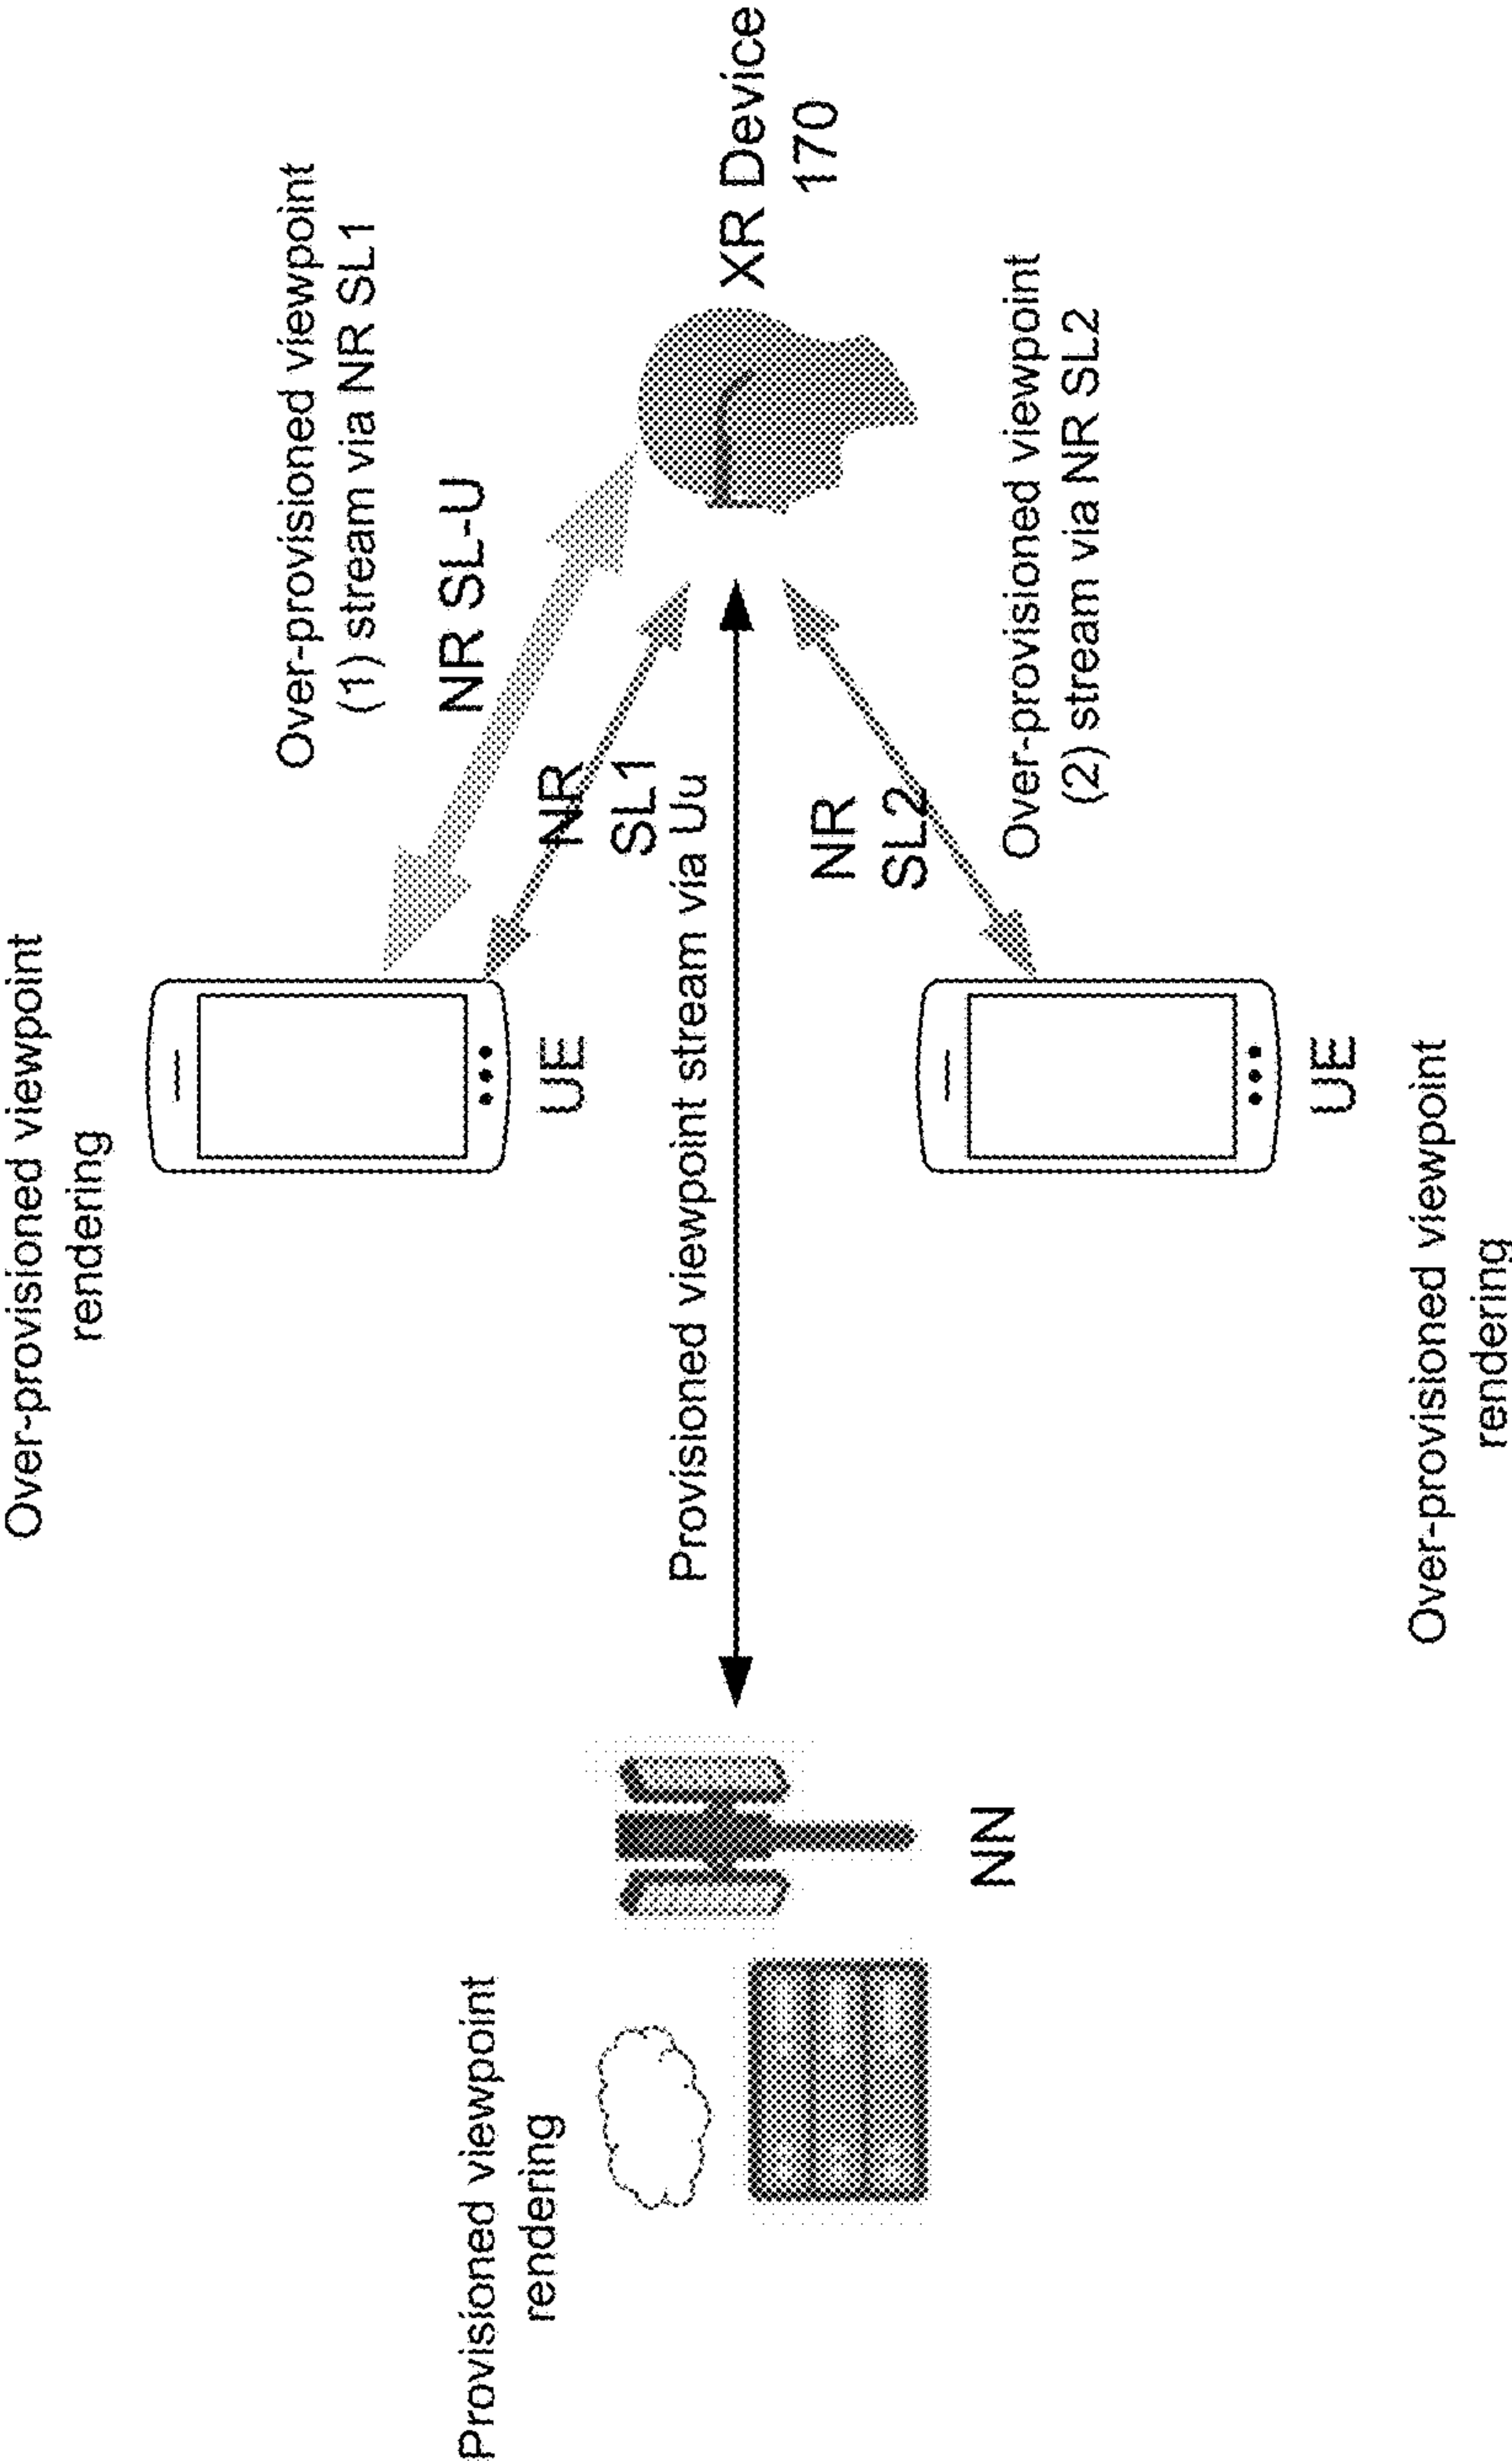 Over-provisioned viewpoint
rendering
Over-provisioned viewpoint
(1) stream via NR SL1
NR SL-U
Provisioned viewpoint
rendering
UE
NR
SL1
Provisioned viewpoint stream via Uu
XR Device
170
NR
SL2
NN
Over-provisioned viewpoint
(2) stream via NR SL2
UE
Over-provisioned viewpoint
rendering